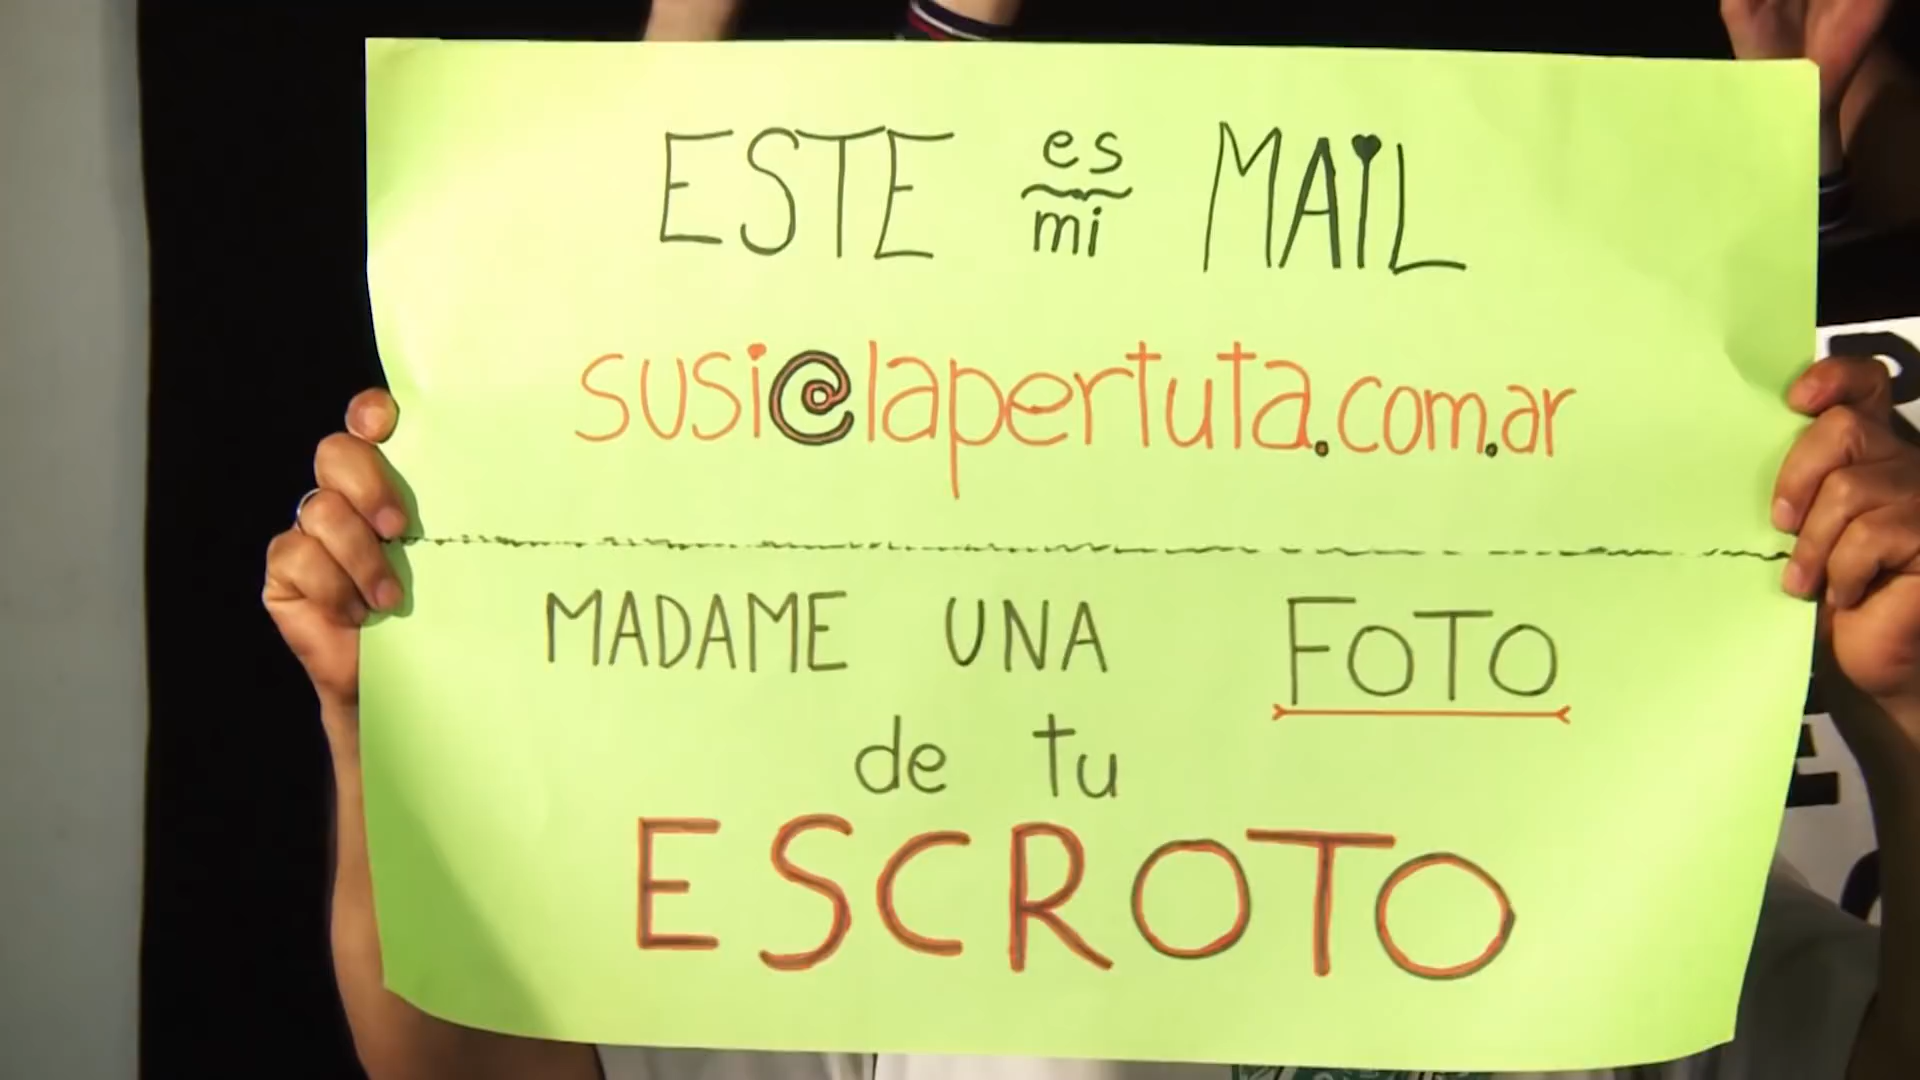 ESTE es mi MAIL
susi@lapertuta.com.ar
MADAME UNA FOTO
de tu
ESCROTO